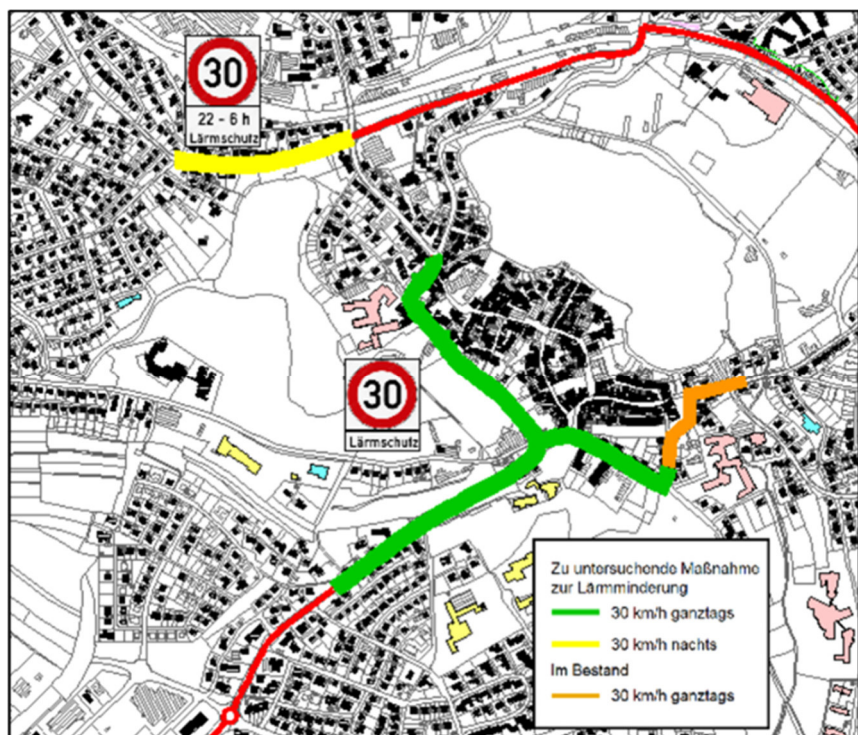 30
22 - 6 h
Lärmschutz
30
Lärmschutz
Zu untersuchende Maßnahme
zur Lärmminderung
30 km/h ganztags
30 km/h nachts
Im Bestand
30 km/h ganztags